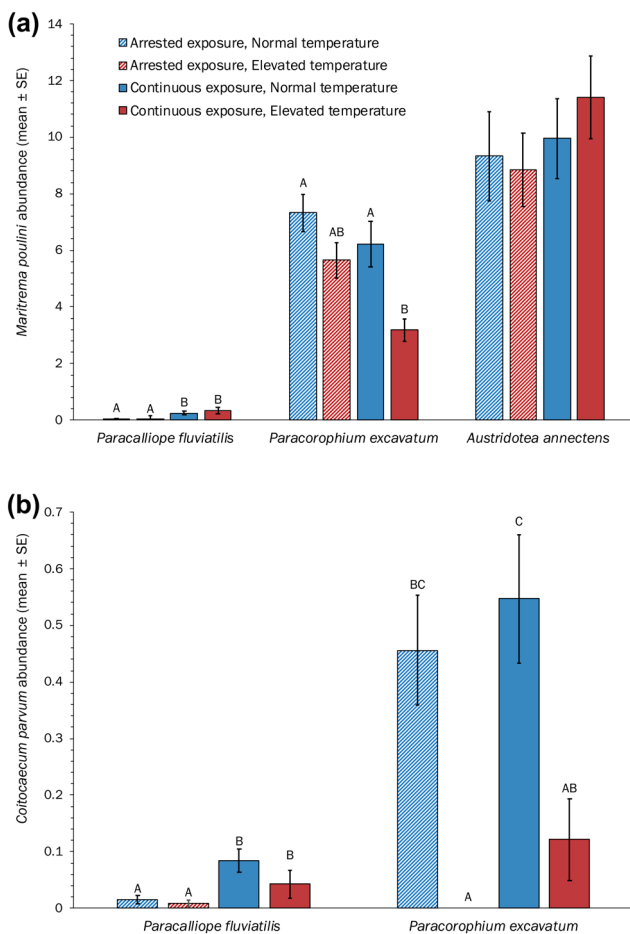 (a)
14
12
10
8
6
4
2
0
Maritrema poulini abundance (mean ± SE)
Arrested exposure, Normal temperature
Arrested exposure, Elevated temperature
Continuous exposure, Normal temperature
Continuous exposure, Elevated temperature
A A B B
A AB A B
Paracalliope fluviatilis Paracorophium excavatum Austridotea annectens
(b)
0.7
0.6
0.5
0.4
0.3
0.2
0.1
0
Coitocaecum parvum abundance (mean ± SE)
A A B B
BC A C AB
Paracalliope fluviatilis Paracorophium excavatum